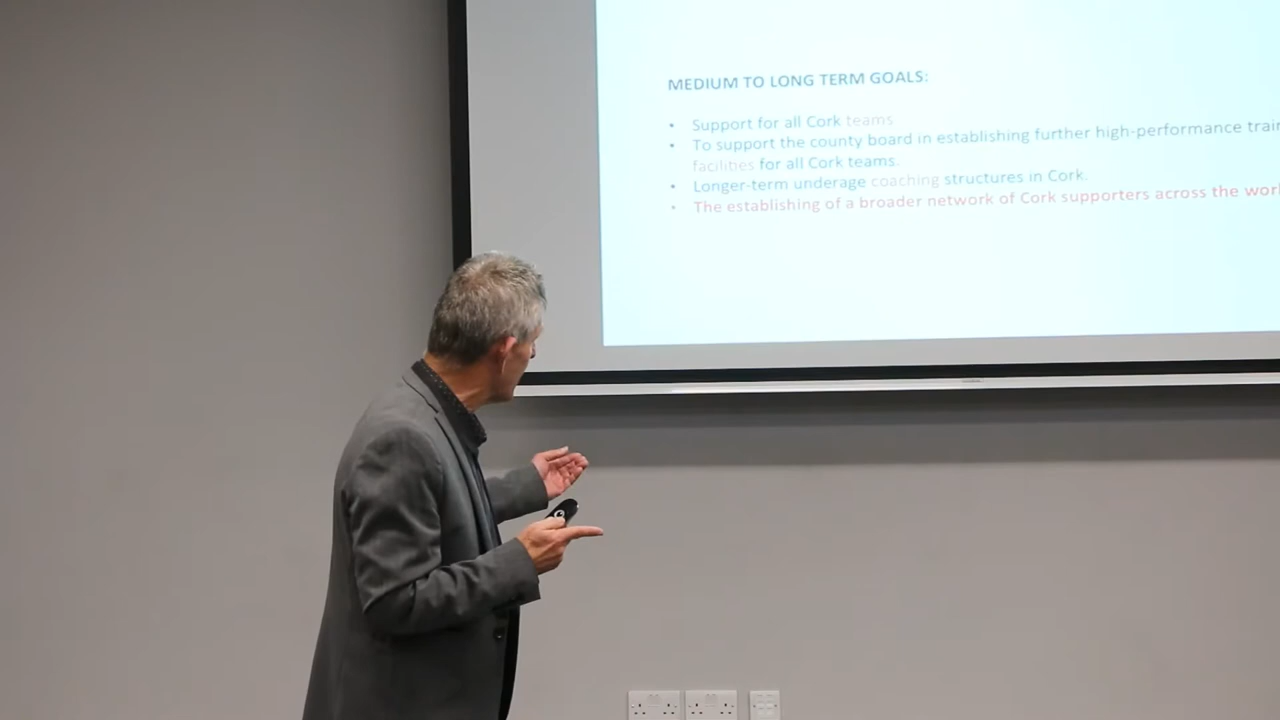 MEDIUM TO LONG TERM GOALS:
• Support for all Cork teams
• To support the county board in establishing further high-performance
facilities for all Cork teams.
• Longer-term underage coaching structures in Cork.
• The establishing of a broader network of Cork supporters across the